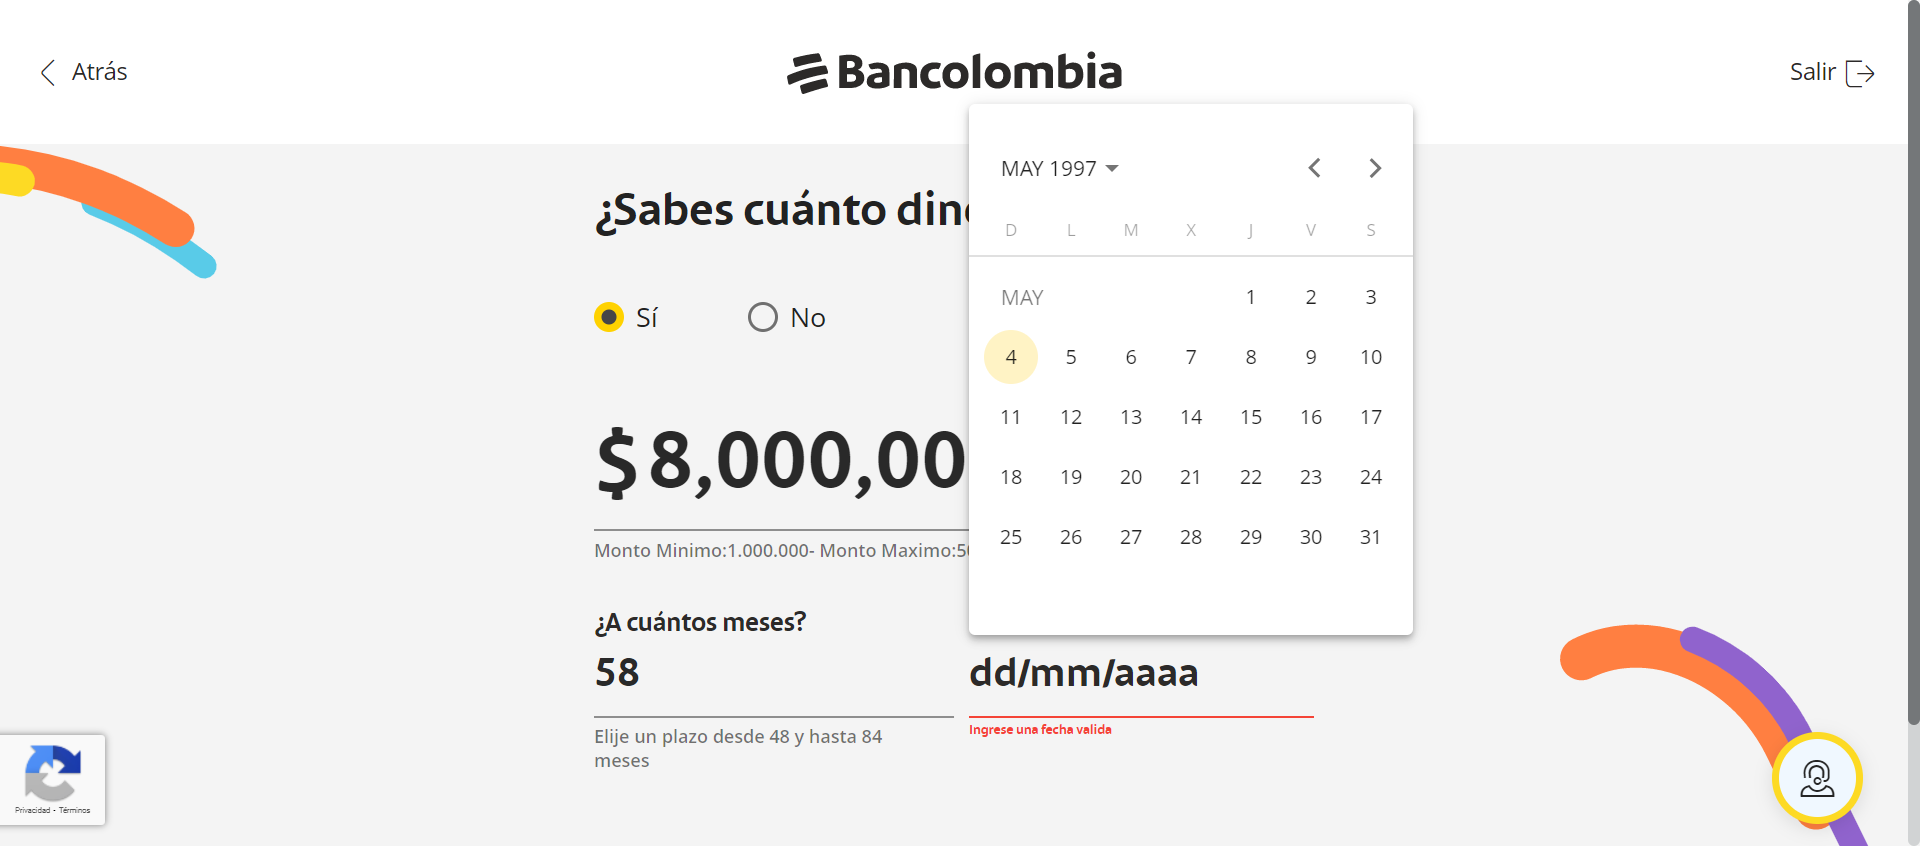 Atrás
Bancolombia
Salir
¿Sabes cuánto din
Sí
No
$8,000,00
Monto Minimo:1.000.000- Monto Maximo:50
¿A cuántos meses?
58
Elije un plazo desde 48 y hasta 84
meses
MAY 1997
D L M X J V S
MAY 1 2 3
4 5 6 7 8 9 10
11 12 13 14 15 16 17
18 19 20 21 22 23 24
25 26 27 28 29 30 31
dd/mm/aaaa
Ingrese una fecha valida
Privacidad - Términos